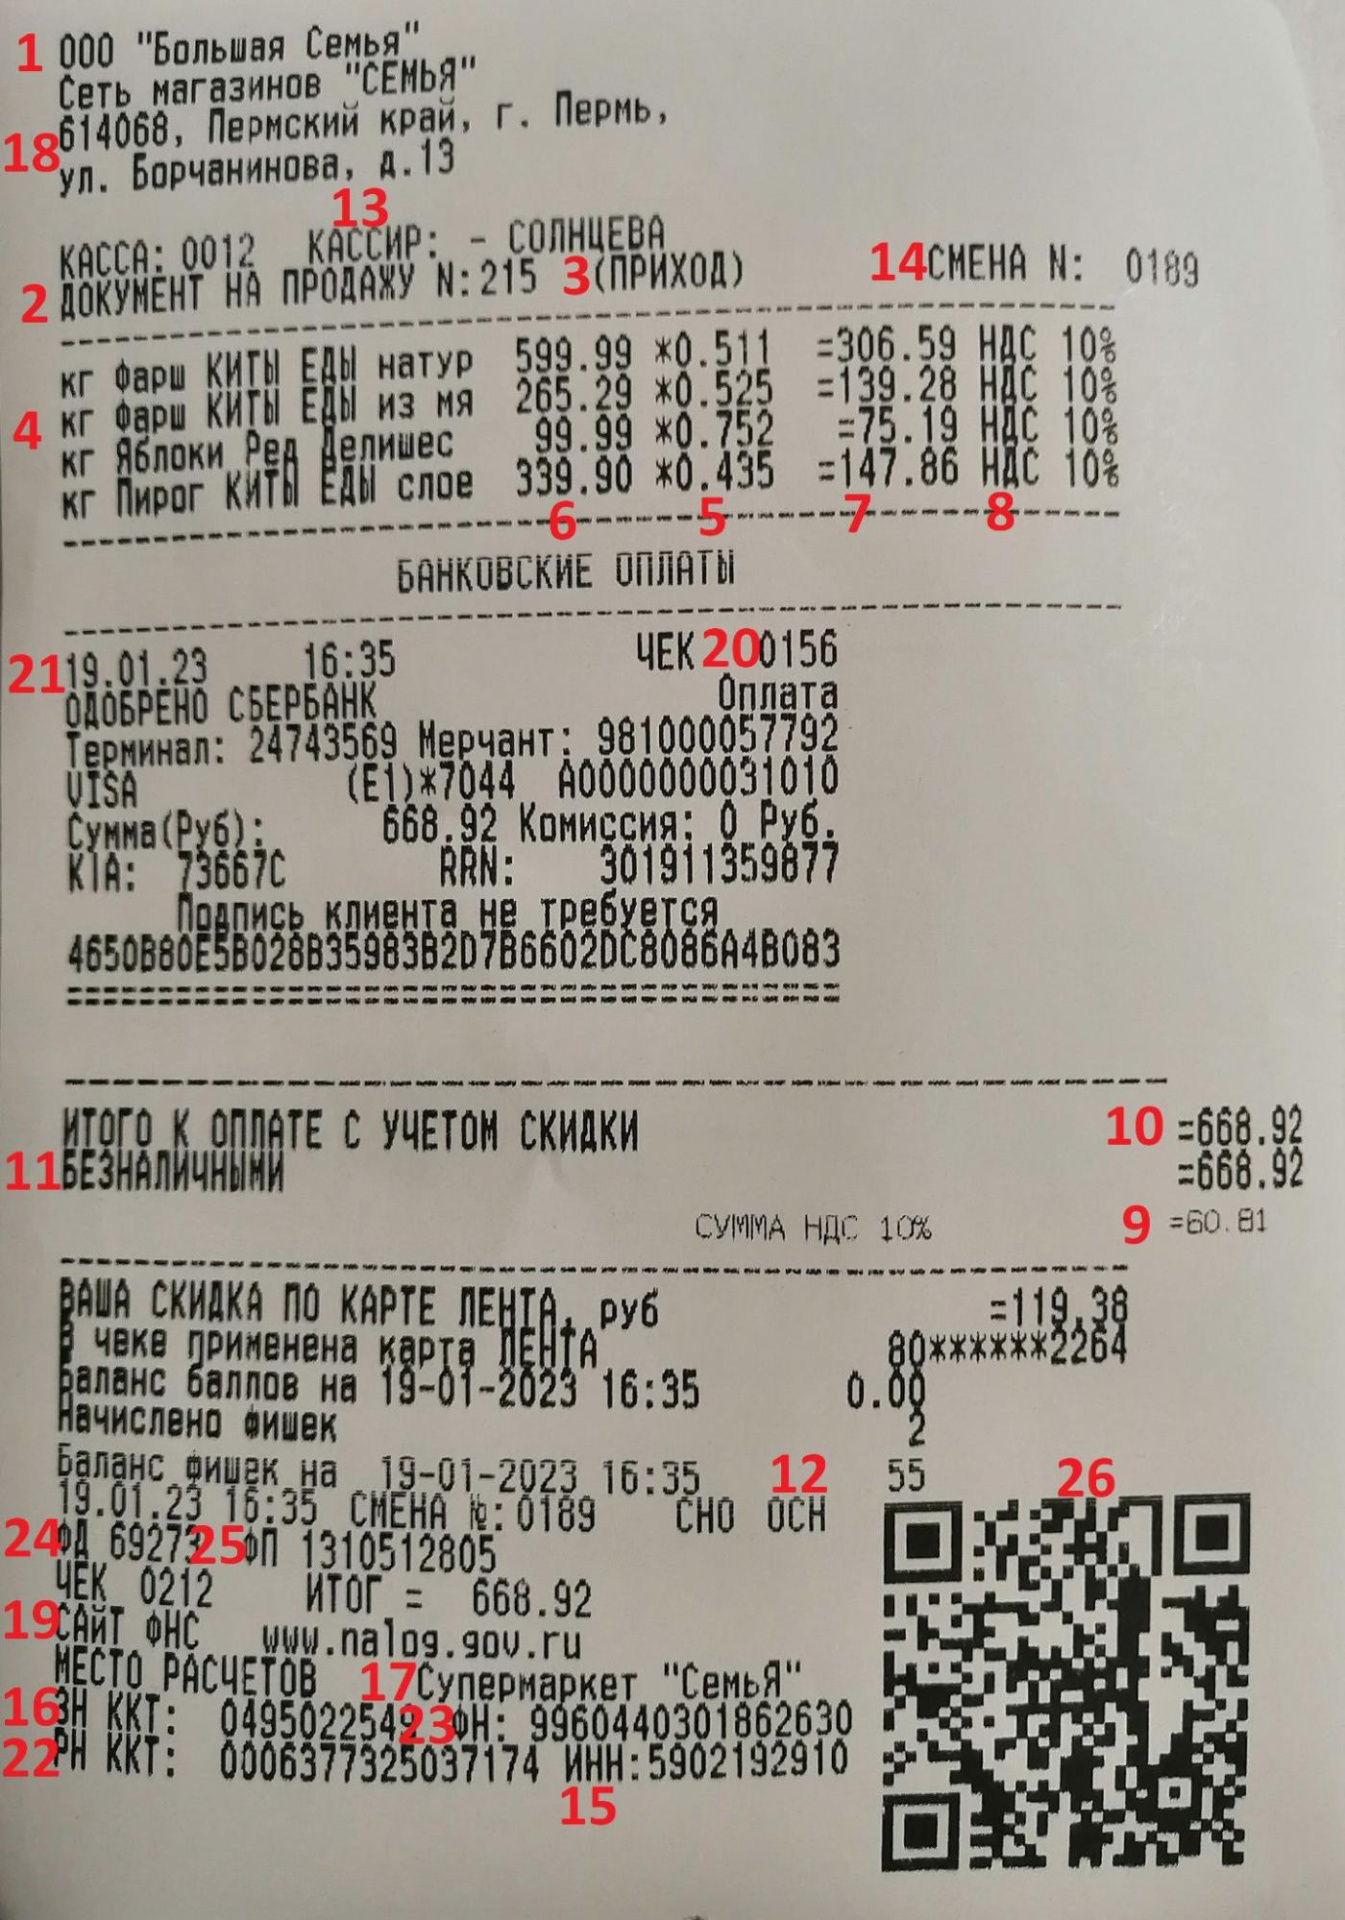 1 ООО "Большая Семья"
Сеть магазинов "СЕМЬЯ"
18 614068, Пермский край, г. Пермь,
ул. Борчанинова, д.13
13
КАССА: 0012 КАССИР: - СОЛНЦЕВА
2 ДОКУМЕНТ НА ПРОДАЖУ N:215 3 (ПРИХОД) 14 СМЕНА N: 0189
кг Фарш КИТЫ ЕДЫ натур 599.99 *0.511 =306.59 НДС 10%
кг Фарш КИТЫ ЕДЫ из мя 265.29 *0.525 =139.28 НДС 10%
4 кг Яблоки Ред Делишес 99.99 *0.752 =75.19 НДС 10%
кг Пирог КИТЫ ЕДЫ слое 339.90 *0.435 =147.86 НДС 10%
6 5 7 8
БАНКОВСКИЕ ОПЛАТЫ
21 19.01.23 16:35 ЧЕК 20 0156
ОДОБРЕНО СБЕРБАНК Оплата
Терминал: 24743569 Мерчант: 981000057792
VISA (E1)*7044 A0000000031010
Сумма(Руб): 668.92 Комиссия: 0 Руб.
К1А: 73667С RRN: 301911359877
Подпись клиента не требуется
4650B80E5B028B35983B2D7B6602DC8086A4B083
ИТОГО К ОПЛАТЕ С УЧЕТОМ СКИДКИ 10 =668.92
11 БЕЗНАЛИЧНЫМИ =668.92
СУММА НДС 10% 9 =60.81
ВАША СКИДКА ПО КАРТЕ ЛЕНТА, руб =119.38
В чеке применена карта ЛЕНТА 80******2264
Баланс баллов на 19-01-2023 16:35 0.00
Начислено фишек 2
Баланс фишек на 19-01-2023 16:35 12 55 26
19.01.23 16:35 СМЕНА №:0189 СНО ОСН
24 ФД 69273 25 ФП 1310512805
ЧЕК 0212 ИТОГ = 668.92
19 САЙТ ФНС www.nalog.gov.ru
МЕСТО РАСЧЕТОВ 17 Супермаркет "СемьЯ"
16 ЗН ККТ: 0495022549 23 ФН: 9960440301862630
22 РН ККТ: 0006377325037174 ИНН:5902192910
15